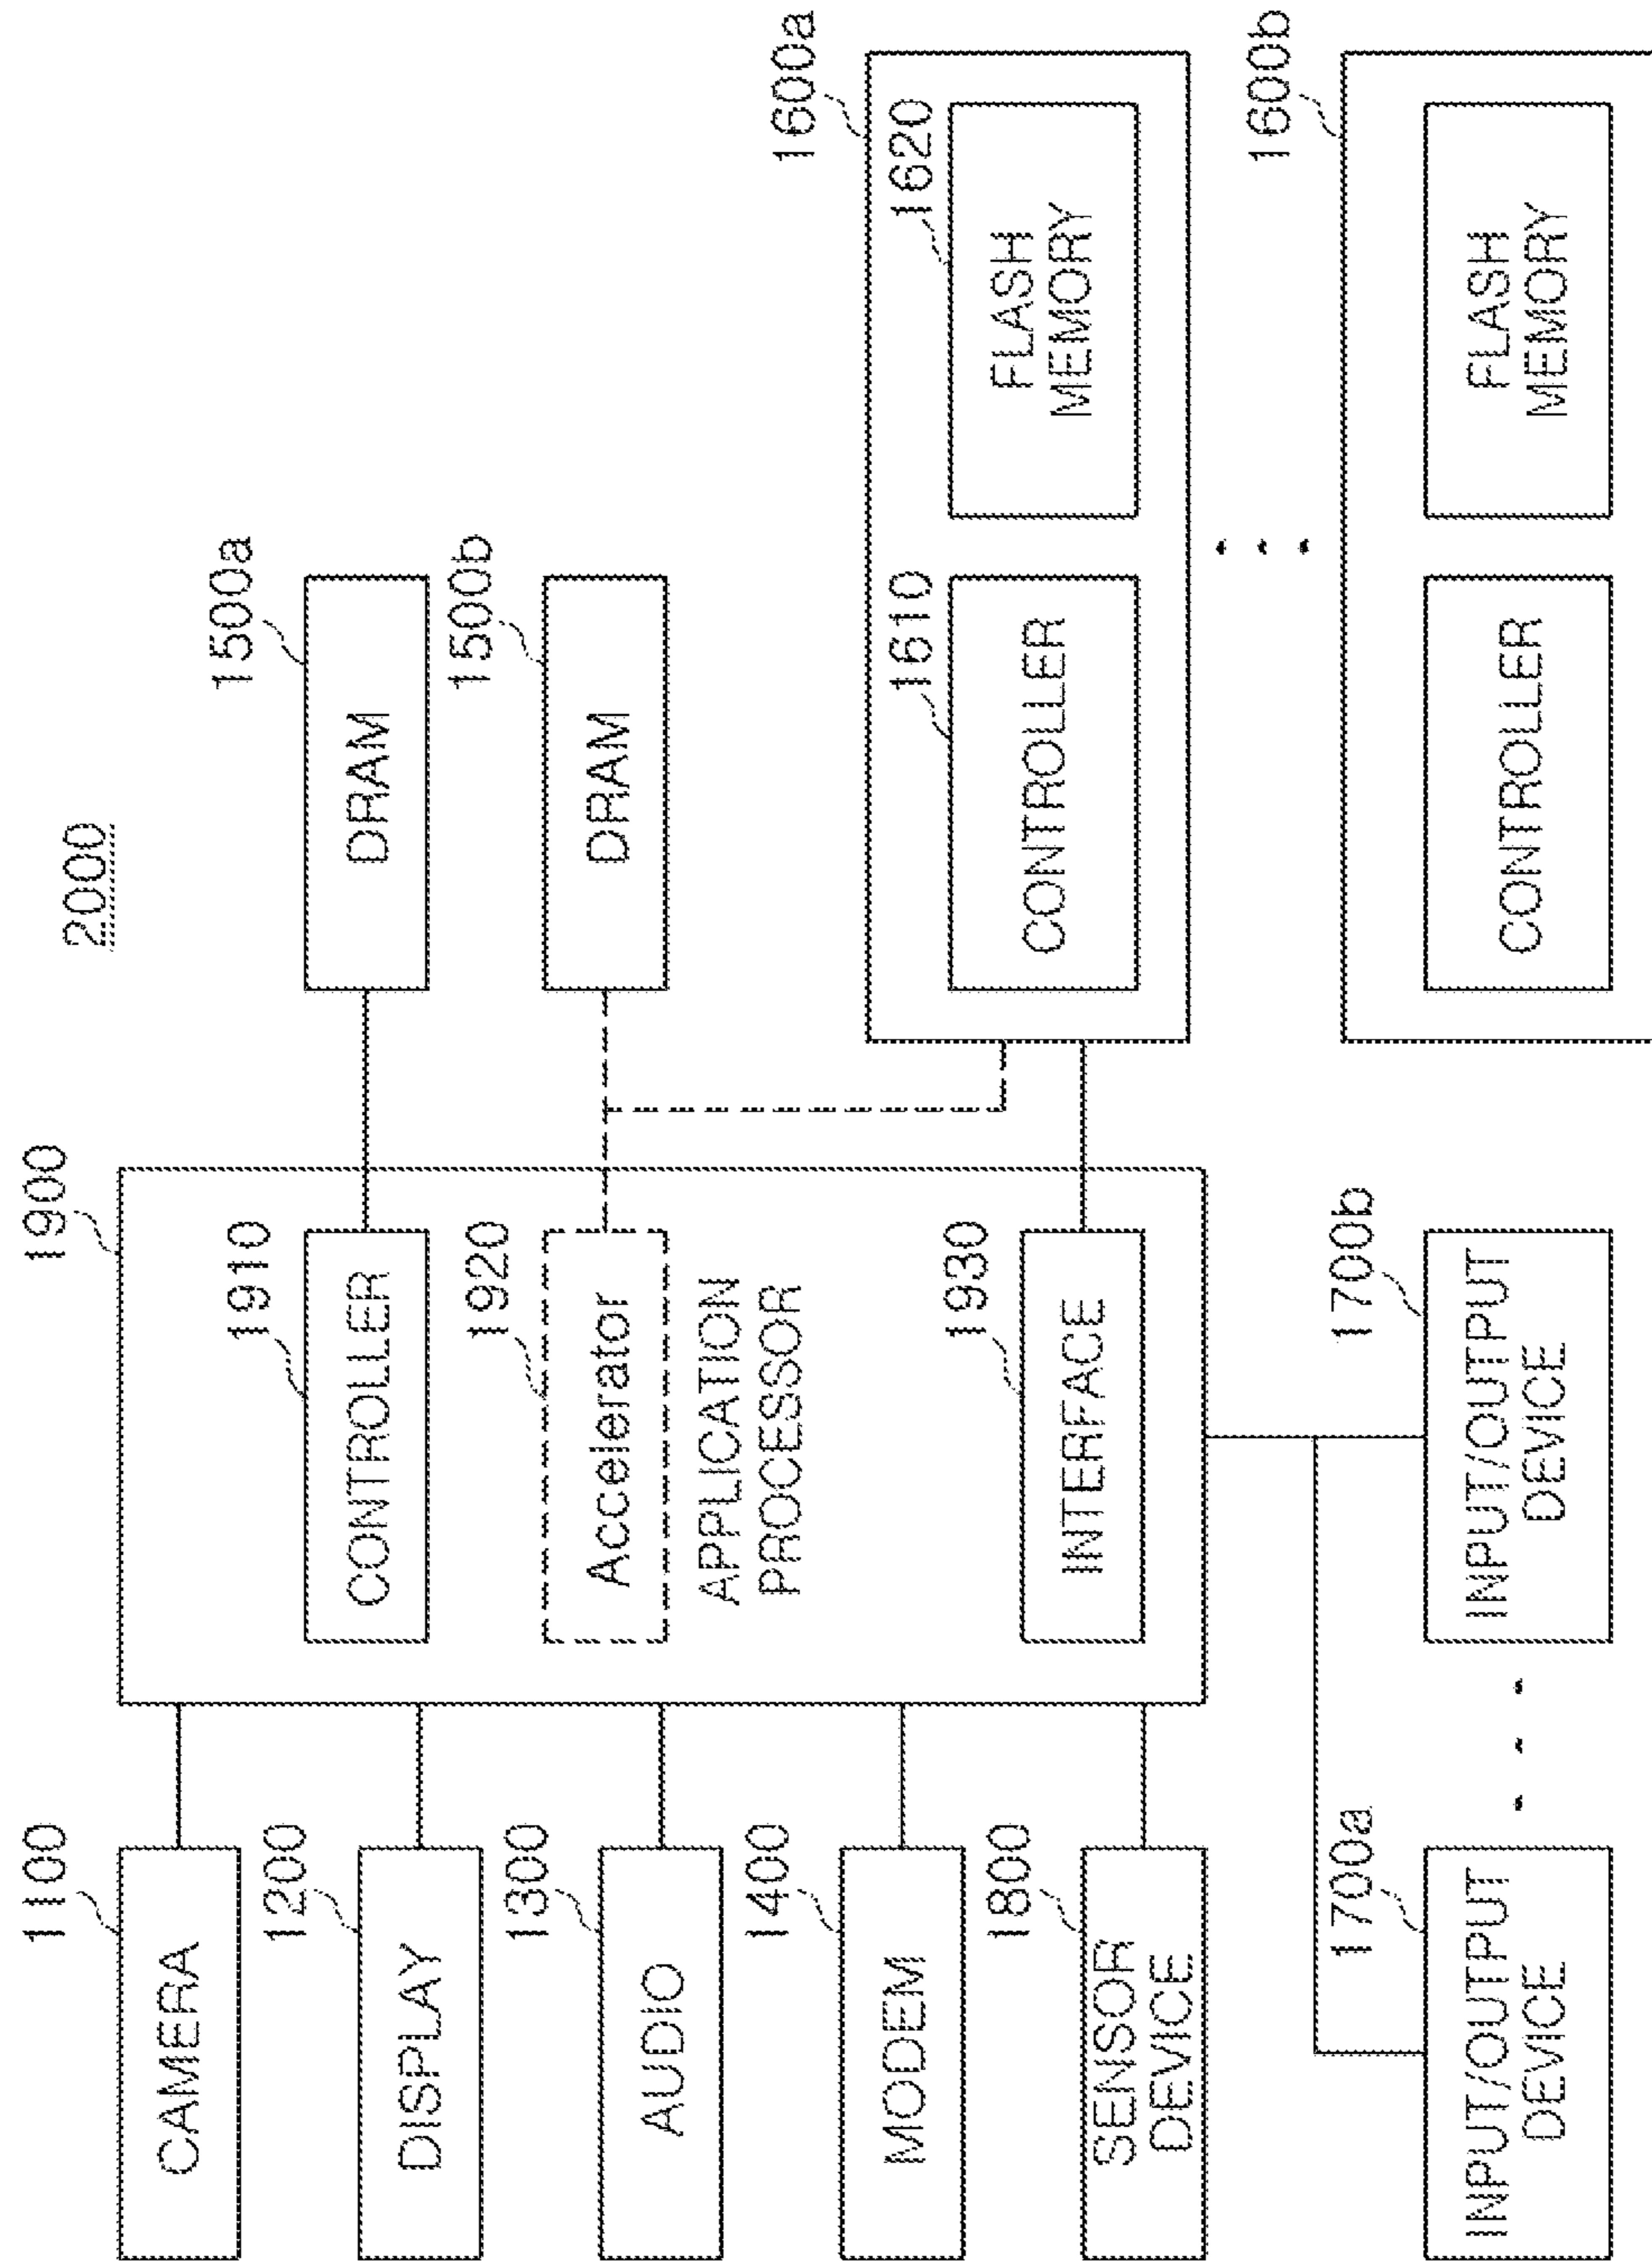 2000
1100
CAMERA
1200
DISPLAY
1300
AUDIO
1400
MODEM
1800
SENSOR
DEVICE
1900
1910
CONTROLLER
1920
Accelerator
APPLICATION
PROCESSOR
1930
INTERFACE
1500a
DRAM
1500b
DRAM
1600a
1610
CONTROLLER
1620
FLASH
MEMORY
1600b
CONTROLLER
FLASH
MEMORY
1700a
INPUT/OUTPUT
DEVICE
1700b
INPUT/OUTPUT
DEVICE